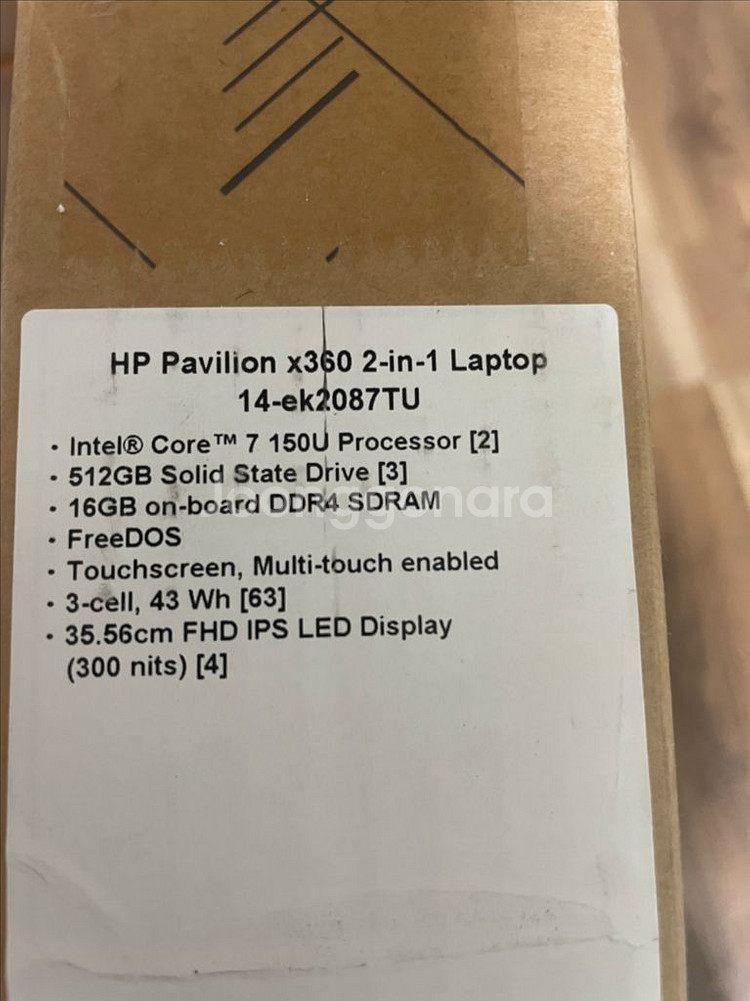 HP Pavilion x360 2-in-1 Laptop
14-ek2087TU
• Intel® Core™ 7 150U Processor [2]
• 512GB Solid State Drive [3]
• 16GB on-board DDR4 SDRAM
joonggonara
• FreeDOS
• Touchscreen, Multi-touch enabled
• 3-cell, 43 Wh [63]
• 35.56cm FHD IPS LED Display
(300 nits) [4]